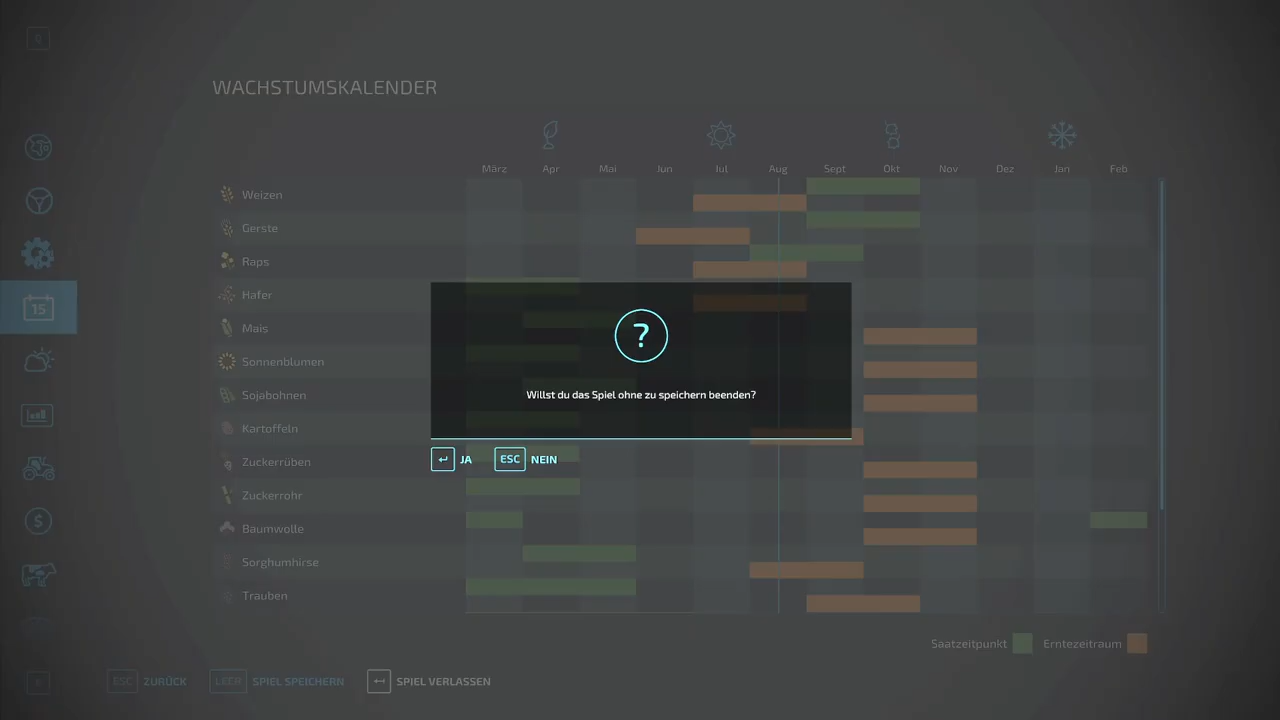 Q
WACHSTUMSKALENDER
März Apr Mai Jun Jul Aug Sept Okt Nov Dez Jan Feb
Weizen
Gerste
Raps
Hafer
15
Mais
?
Sonnenblumen
Sojabohnen
Willst du das Spiel ohne zu speichern beenden?
Kartoffeln
Zuckerrüben
JA ESC NEIN
Zuckerrohr
$
Baumwolle
Sorghumhirse
Trauben
Saatzeitpunkt Erntezeitraum
E ESC ZURÜCK LEER SPIEL SPEICHERN SPIEL VERLASSEN